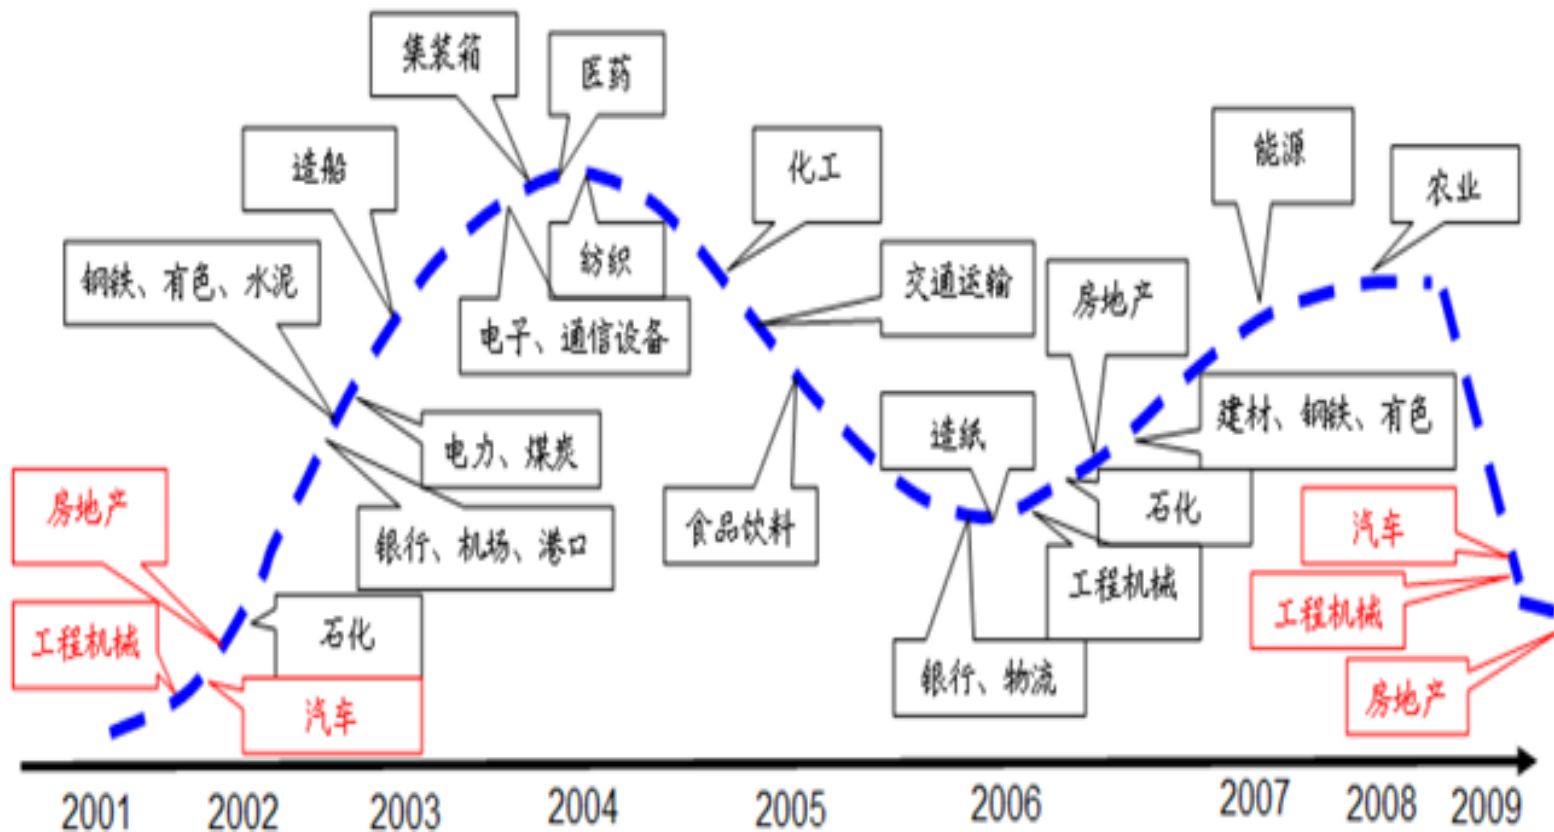 集装箱
医药
造船
化工
能源
农业
钢铁、有色、水泥
纺织
交通运输
房地产
电子、通信设备
电力、煤炭
造纸
建材、钢铁、有色
房地产
银行、机场、港口
食品饮料
石化
汽车
工程机械
石化
工程机械
工程机械
汽车
银行、物流
房地产
2001 2002 2003 2004 2005 2006 2007 2008 2009